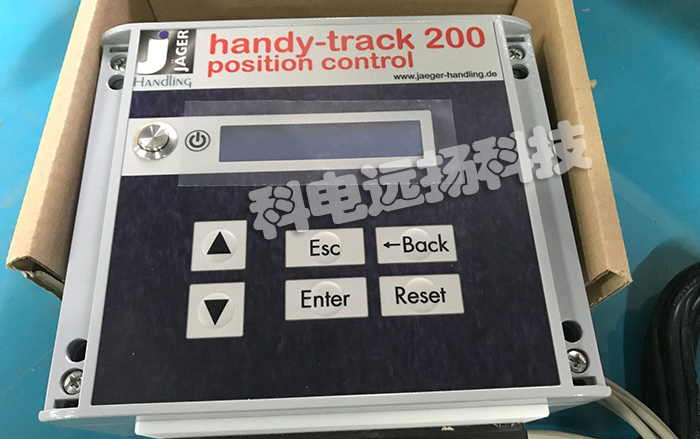 JÄGER
HANDLING
handy-track 200
position control
www.jaeger-handling.de
科电远扬科技
Esc
←Back
Enter
Reset